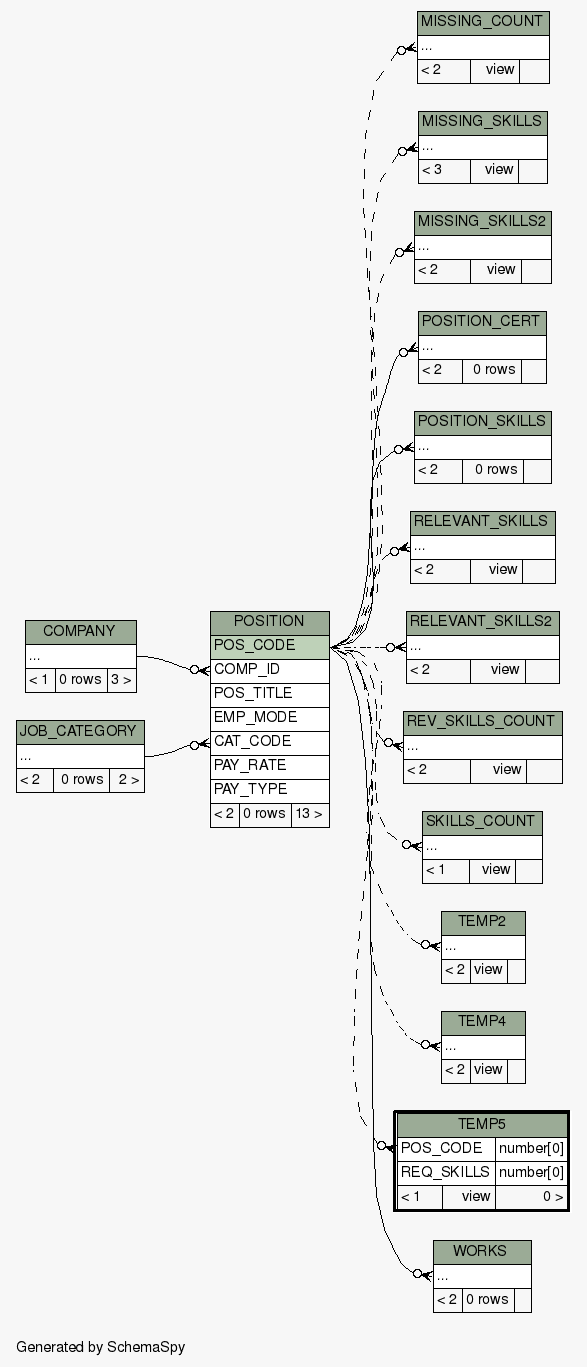 MISSING_COUNT
...
< 2 view
MISSING_SKILLS
...
< 3 view
MISSING_SKILLS2
...
< 2 view
POSITION_CERT
...
< 2 0 rows
POSITION_SKILLS
...
< 2 0 rows
RELEVANT_SKILLS
...
< 2 view
COMPANY
...
< 1 0 rows 3 >
JOB_CATEGORY
...
< 2 0 rows 2 >
POSITION
POS_CODE
COMP_ID
POS_TITLE
EMP_MODE
CAT_CODE
PAY_RATE
PAY_TYPE
< 2 0 rows 13 >
RELEVANT_SKILLS2
...
< 2 view
REV_SKILLS_COUNT
...
< 2 view
SKILLS_COUNT
...
< 1 view
TEMP2
...
< 2 view
TEMP4
...
< 2 view
TEMP5
POS_CODE number[0]
REQ_SKILLS number[0]
< 1 view 0 >
WORKS
...
< 2 0 rows
Generated by SchemaSpy